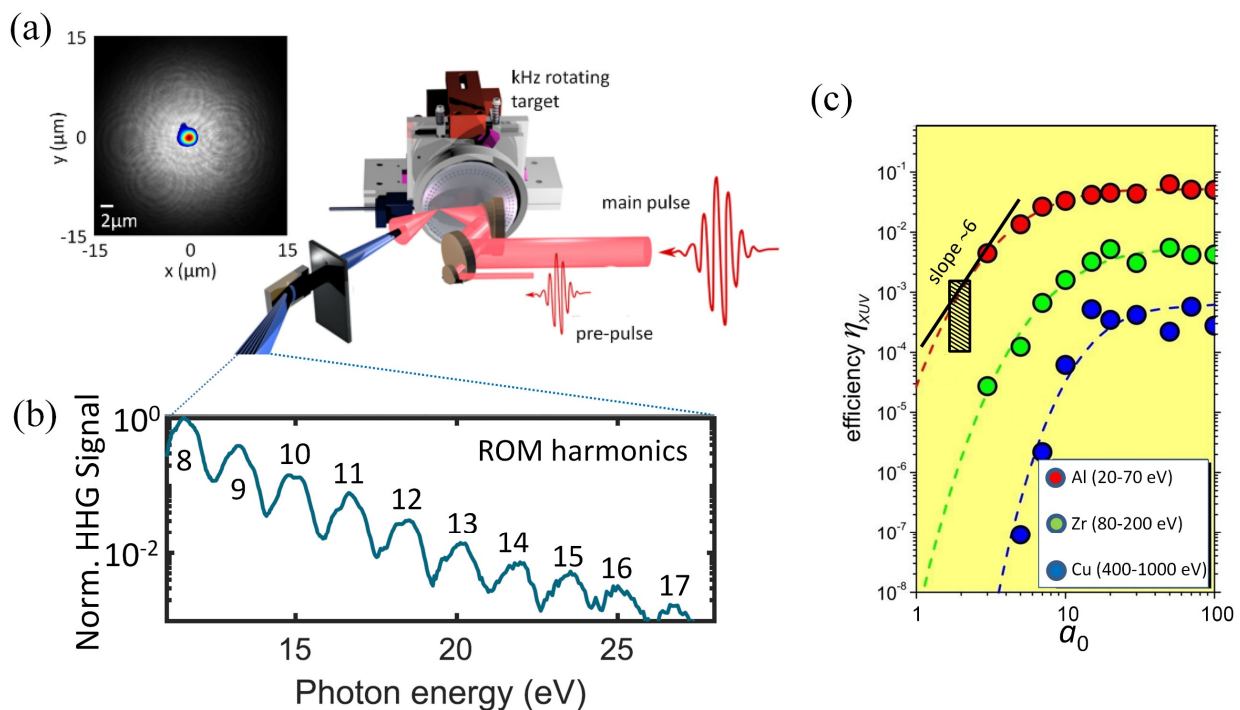 (a)
15
y (μm)
0
-15
2μm
-15
0
15
x (μm)
kHz rotating
target
main pulse
pre-pulse
(b)
Norm. HHG Signal
10⁰
10⁻²
ROM harmonics
8
9
10
11
12
13
14
15
16
17
15
20
25
Photon energy (eV)
(c)
efficiency η_XUV
10⁻¹
10⁻²
10⁻³
10⁻⁴
10⁻⁵
10⁻⁶
10⁻⁷
10⁻⁸
slope ~6
Al (20-70 eV)
Zr (80-200 eV)
Cu (400-1000 eV)
1
10
100
a₀